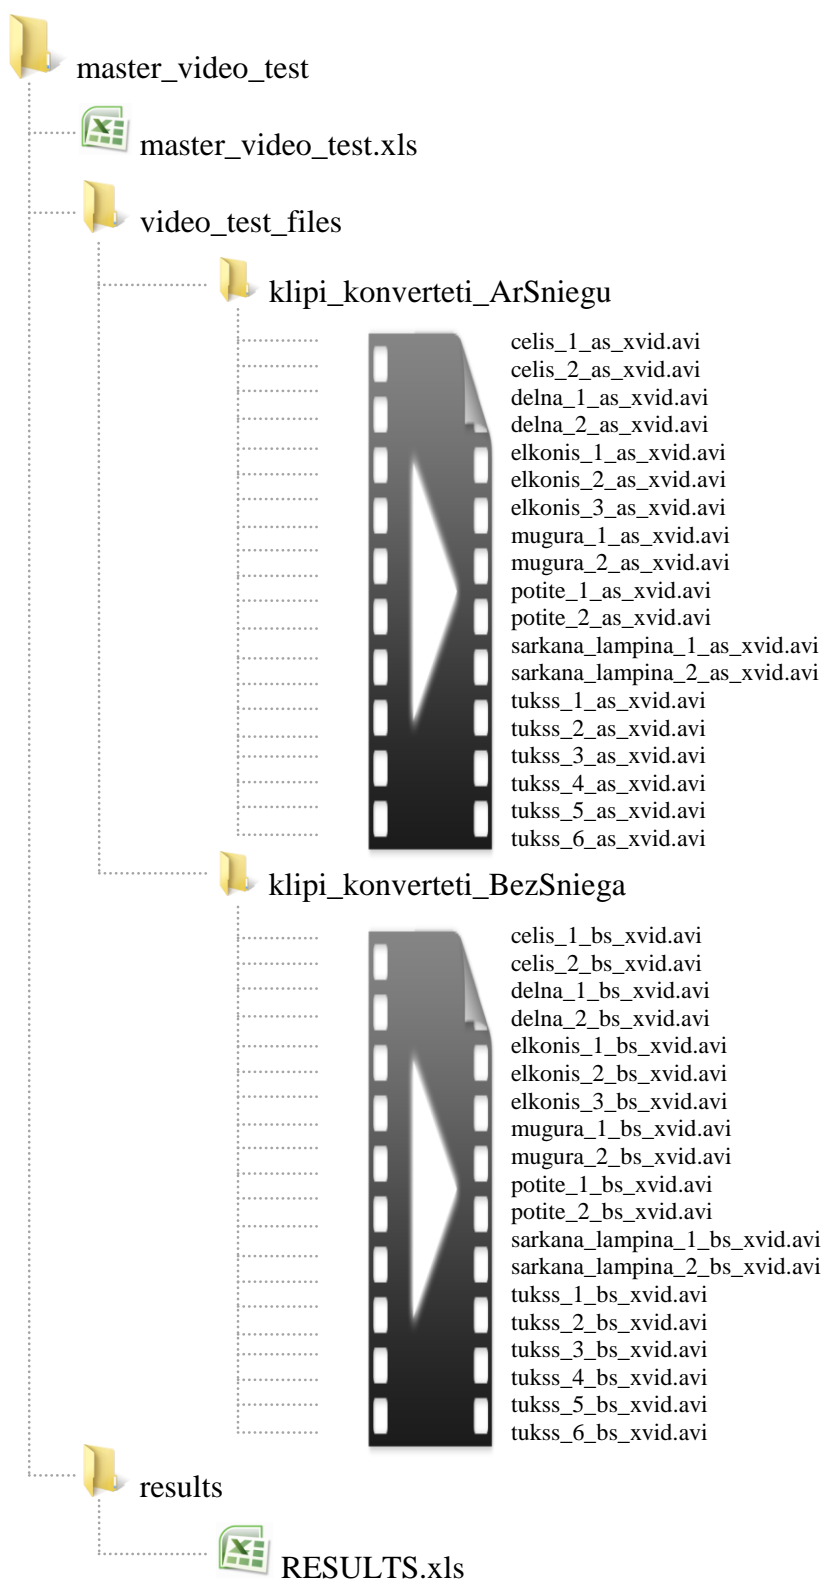 master_video_test
master_video_test.xls
video_test_files
klipi_konverteti_ArSniegu
celis_1_as_xvid.avi
celis_2_as_xvid.avi
delna_1_as_xvid.avi
delna_2_as_xvid.avi
elkonis_1_as_xvid.avi
elkonis_2_as_xvid.avi
elkonis_3_as_xvid.avi
mugura_1_as_xvid.avi
mugura_2_as_xvid.avi
potite_1_as_xvid.avi
potite_2_as_xvid.avi
sarkana_lampina_1_as_xvid.avi
sarkana_lampina_2_as_xvid.avi
tukss_1_as_xvid.avi
tukss_2_as_xvid.avi
tukss_3_as_xvid.avi
tukss_4_as_xvid.avi
tukss_5_as_xvid.avi
tukss_6_as_xvid.avi
klipi_konverteti_BezSniega
celis_1_bs_xvid.avi
celis_2_bs_xvid.avi
delna_1_bs_xvid.avi
delna_2_bs_xvid.avi
elkonis_1_bs_xvid.avi
elkonis_2_bs_xvid.avi
elkonis_3_bs_xvid.avi
mugura_1_bs_xvid.avi
mugura_2_bs_xvid.avi
potite_1_bs_xvid.avi
potite_2_bs_xvid.avi
sarkana_lampina_1_bs_xvid.avi
sarkana_lampina_2_bs_xvid.avi
tukss_1_bs_xvid.avi
tukss_2_bs_xvid.avi
tukss_3_bs_xvid.avi
tukss_4_bs_xvid.avi
tukss_5_bs_xvid.avi
tukss_6_bs_xvid.avi
results
RESULTS.xls